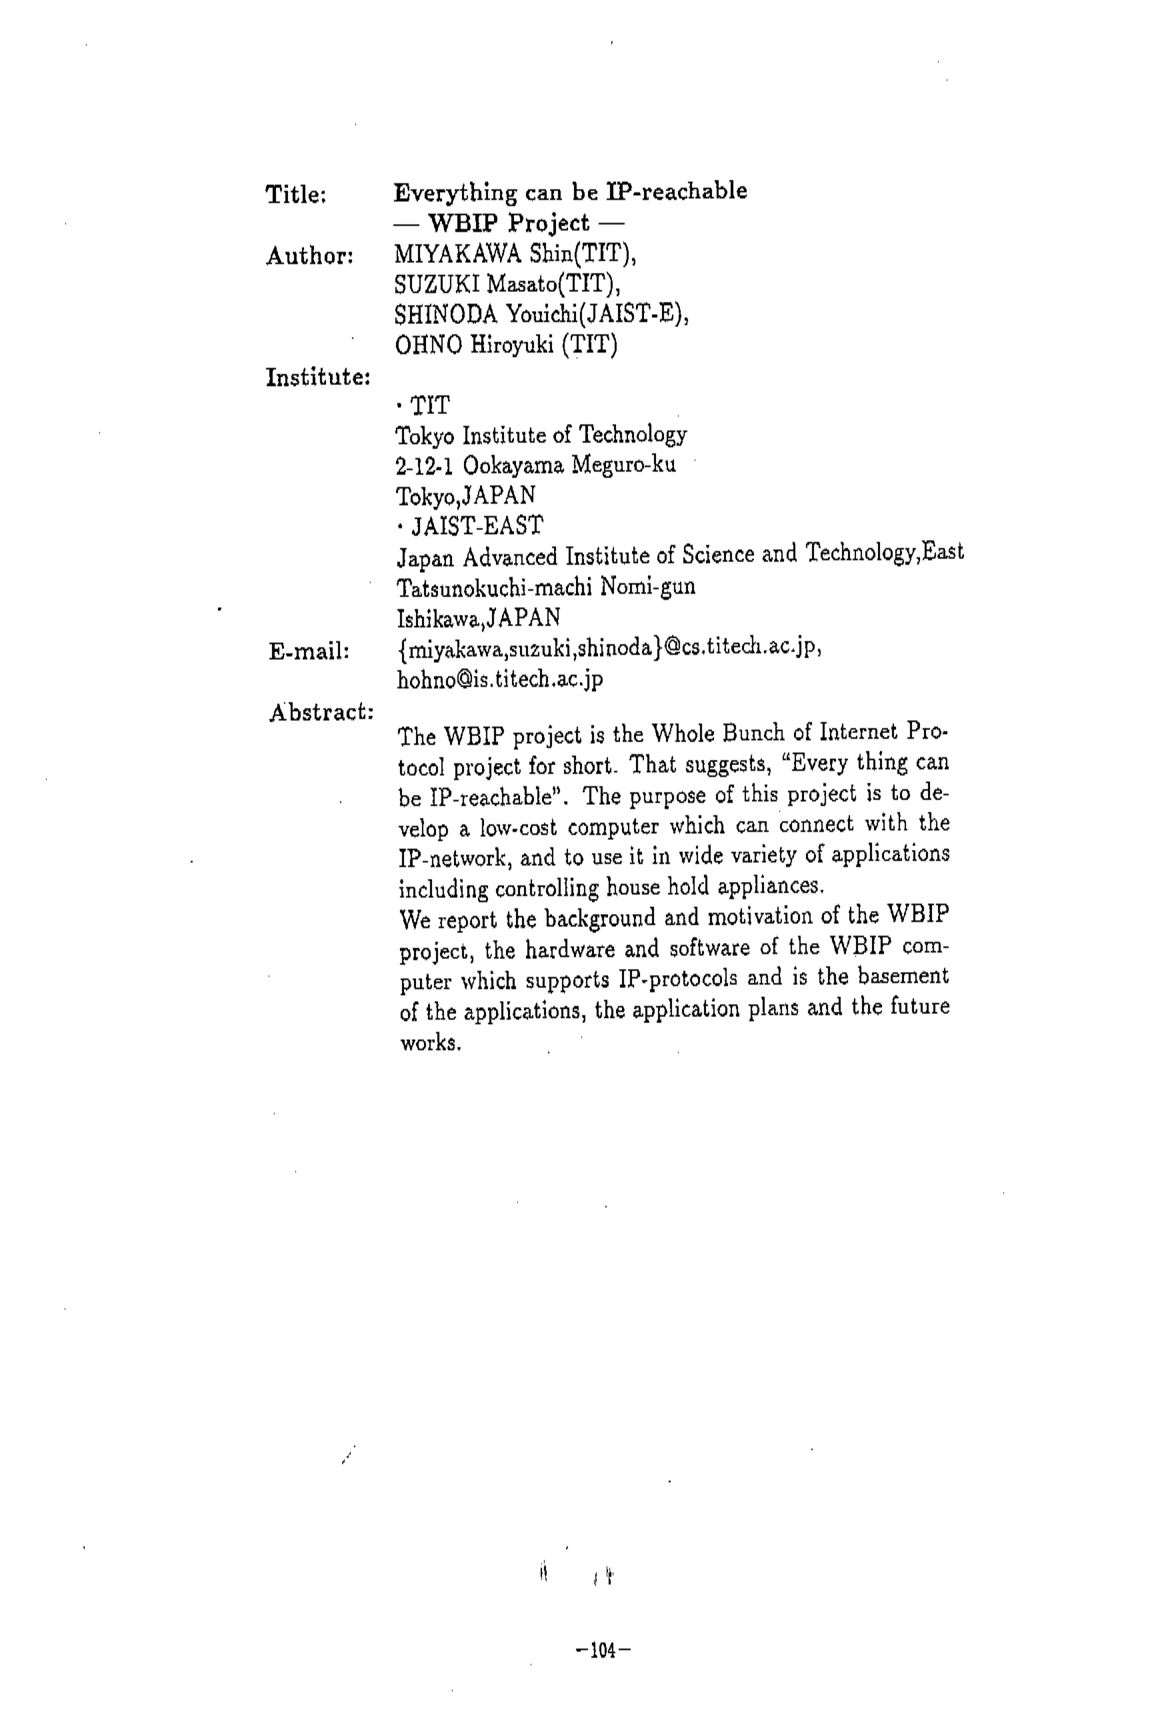 Title: Everything can be IP-reachable
— WBIP Project —
Author: MIYAKAWA Shin(TIT),
SUZUKI Masato(TIT),
SHINODA Youichi(JAIST-E),
OHNO Hiroyuki (TIT)
Institute:
· TIT
Tokyo Institute of Technology
2-12-1 Ookayama Meguro-ku
Tokyo,JAPAN
· JAIST-EAST
Japan Advanced Institute of Science and Technology,East
Tatsunokuchi-machi Nomi-gun
Ishikawa,JAPAN
E-mail: {miyakawa,suzuki,shinoda}@cs.titech.ac.jp,
hohno@is.titech.ac.jp
Abstract:
The WBIP project is the Whole Bunch of Internet Pro-
tocol project for short. That suggests, “Every thing can
be IP-reachable”. The purpose of this project is to de-
velop a low-cost computer which can connect with the
IP-network, and to use it in wide variety of applications
including controlling house hold appliances.
We report the background and motivation of the WBIP
project, the hardware and software of the WBIP com-
puter which supports IP-protocols and is the basement
of the applications, the application plans and the future
works.
–104–